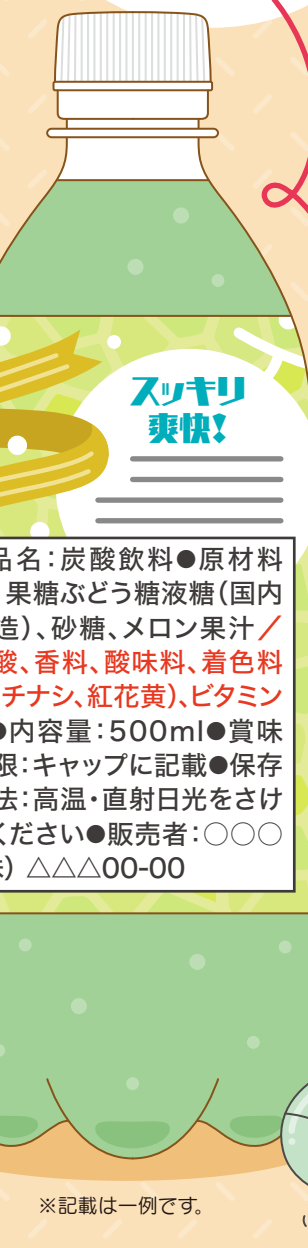 スッキリ
爽快!
品名：炭酸飲料●原材料
果糖ぶどう糖液糖（国内
造）、砂糖、メロン果汁／
酸、香料、酸味料、着色料
チナシ、紅花黄）、ビタミン
●内容量：500ml●賞味
限：キャップに記載●保存
法：高温・直射日光をさけ
ください●販売者：○○○
）△△△00-00
※記載は一例です。